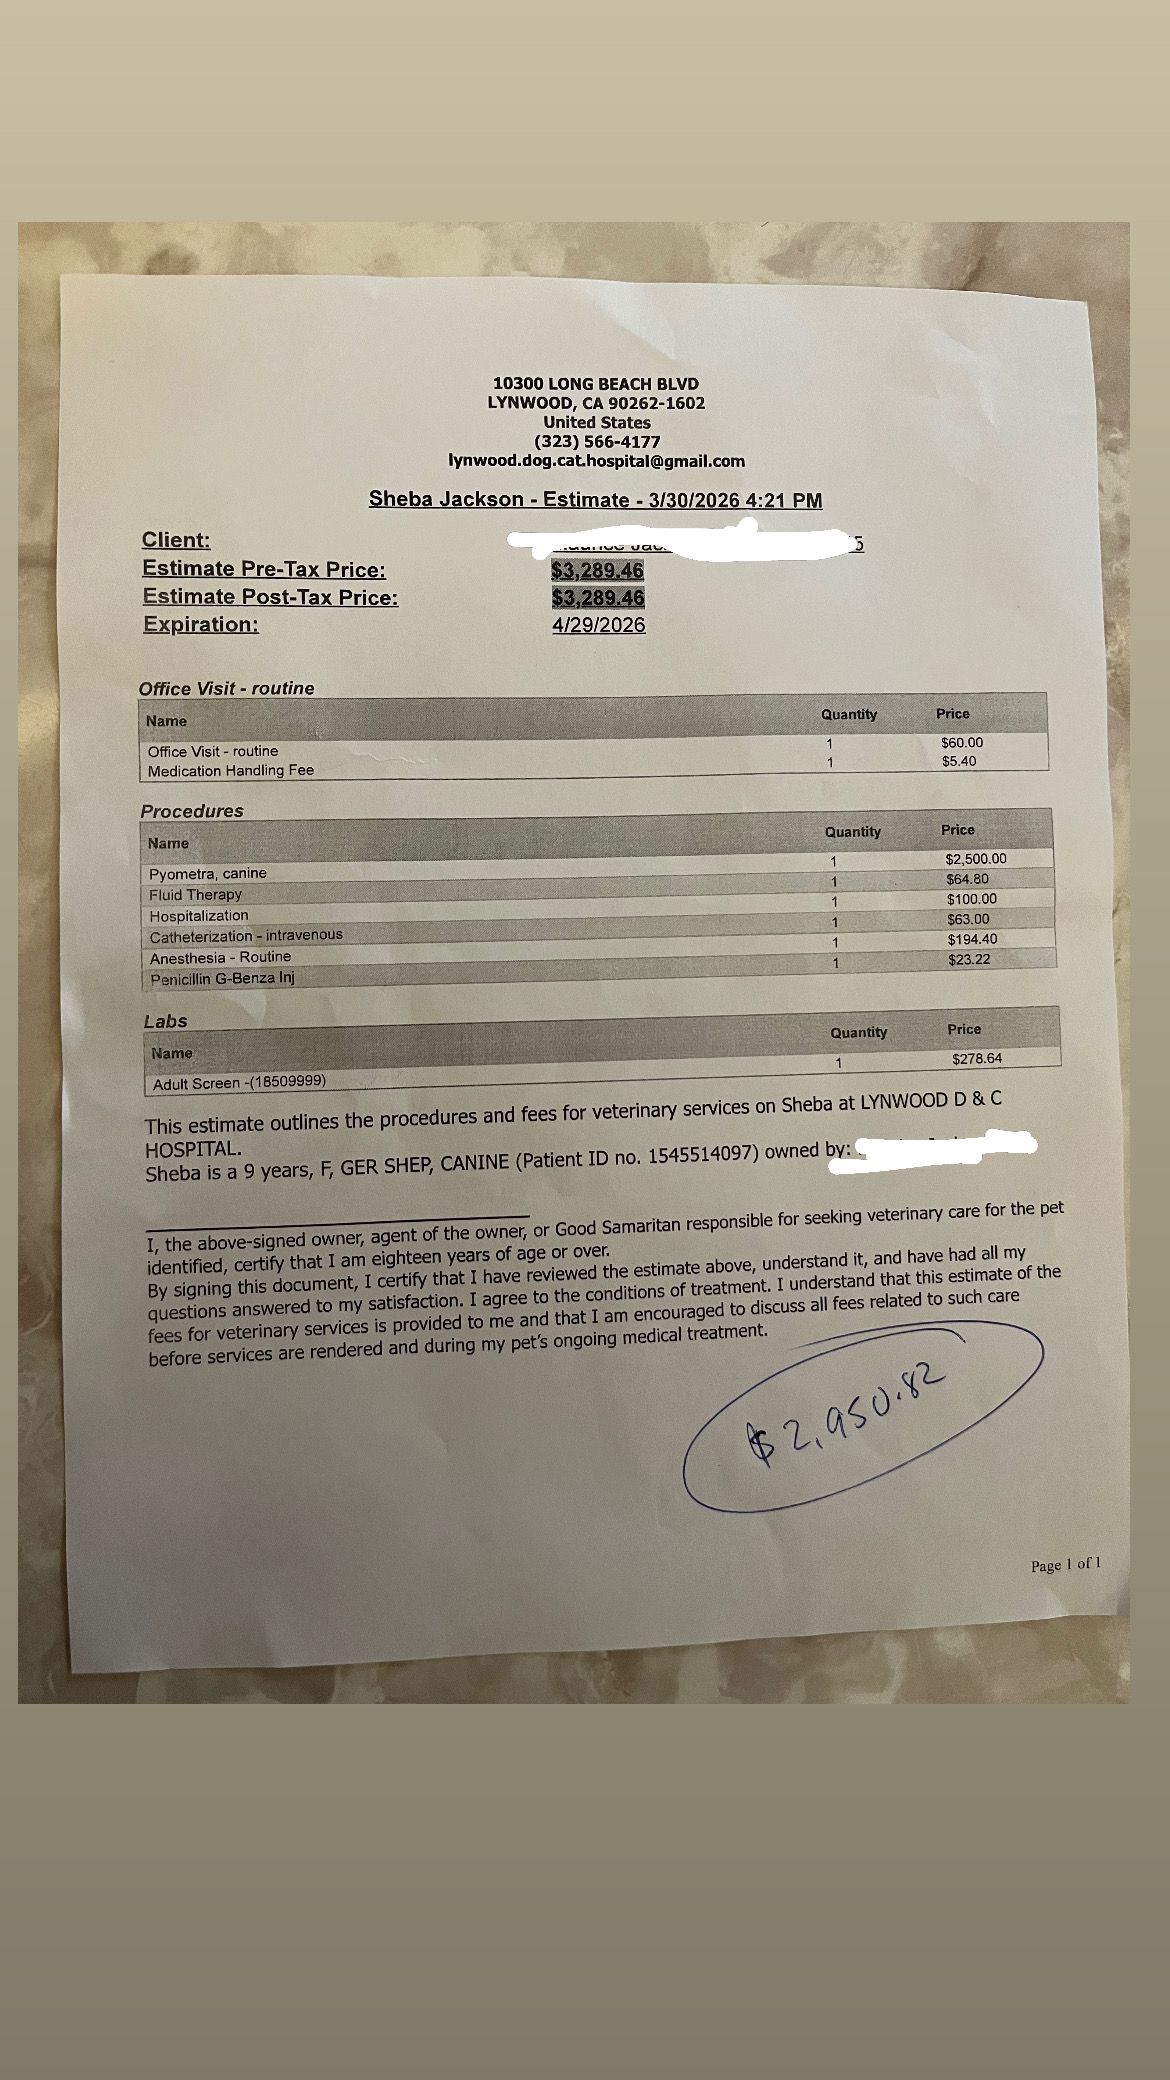 10300 LONG BEACH BLVD
LYNWOOD, CA 90262-1602
United States
(323) 566-4177
lynwood.dog.cat.hospital@gmail.com
Sheba Jackson - Estimate - 3/30/2026 4:21 PM
Client: 5
Estimate Pre-Tax Price: $3,289.46
Estimate Post-Tax Price: $3,289.46
Expiration: 4/29/2026
Office Visit - routine
Name Quantity Price
Office Visit - routine 1 $60.00
Medication Handling Fee 1 $5.40
Procedures
Name Quantity Price
Pyometra, canine 1 $2,500.00
Fluid Therapy 1 $64.80
Hospitalization 1 $100.00
Catheterization - intravenous 1 $63.00
Anesthesia - Routine 1 $194.40
Penicillin G-Benza Inj 1 $23.22
Labs
Name Quantity Price
Adult Screen -(18509999) 1 $278.64
This estimate outlines the procedures and fees for veterinary services on Sheba at LYNWOOD D & C
HOSPITAL.
Sheba is a 9 years, F, GER SHEP, CANINE (Patient ID no. 1545514097) owned by:
I, the above-signed owner, agent of the owner, or Good Samaritan responsible for seeking veterinary care for the pet
identified, certify that I am eighteen years of age or over.
By signing this document, I certify that I have reviewed the estimate above, understand it, and have had all my
questions answered to my satisfaction. I agree to the conditions of treatment. I understand that this estimate of the
fees for veterinary services is provided to me and that I am encouraged to discuss all fees related to such care
before services are rendered and during my pet's ongoing medical treatment.
$2,950.82
Page 1 of 1